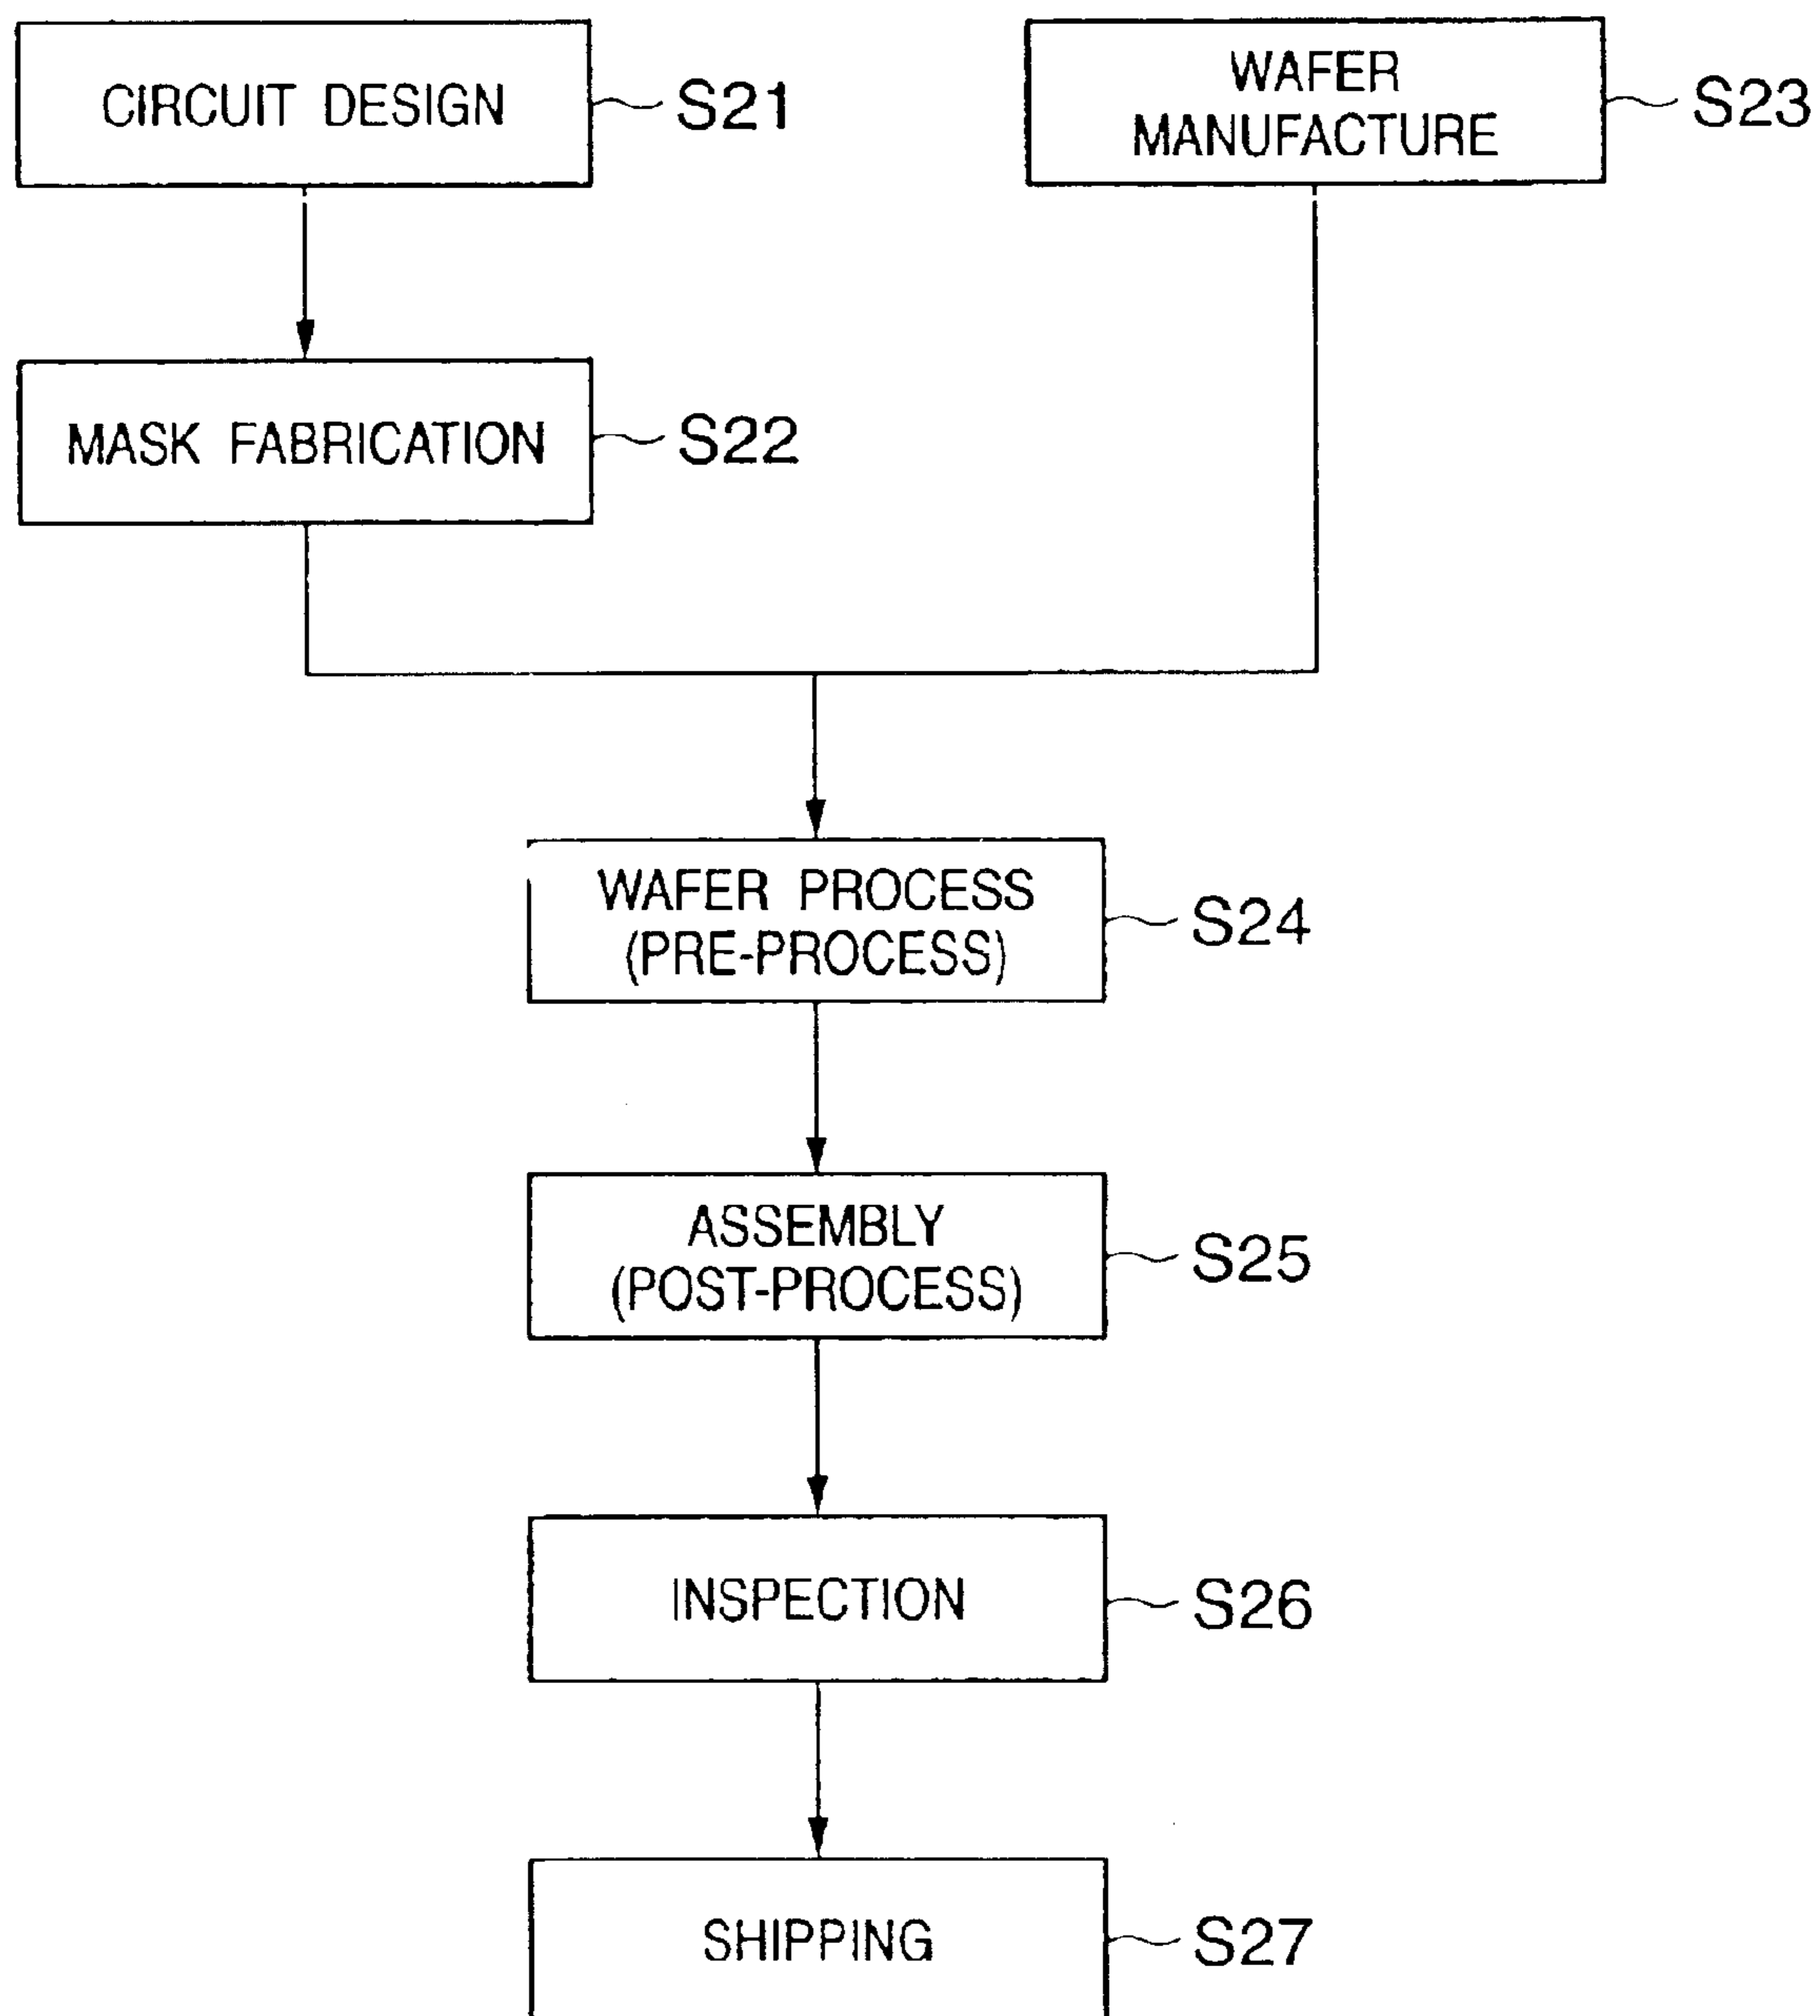 CIRCUIT DESIGN
S21
WAFER
MANUFACTURE
S23
MASK FABRICATION
S22
WAFER PROCESS
(PRE-PROCESS)
S24
ASSEMBLY
(POST-PROCESS)
S25
INSPECTION
S26
SHIPPING
S27